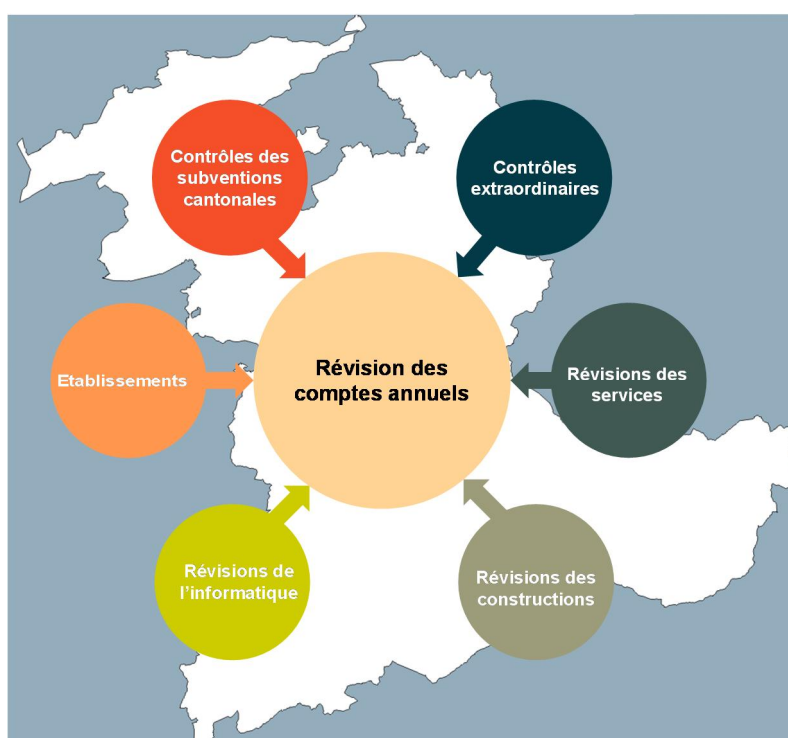 Contrôles des
subventions
cantonales
Contrôles
extraordinaires
Etablissements
Révision des
comptes annuels
Révisions des
services
Révisions de
l'informatique
Révisions des
constructions